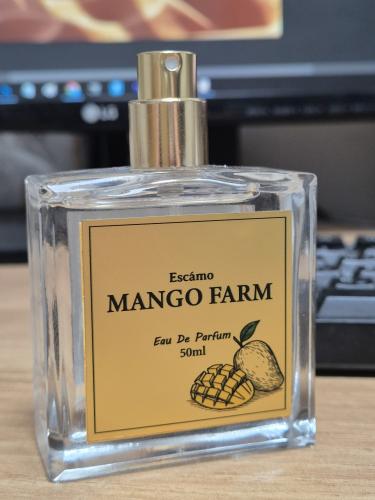 LG
Escámo
MANGO FARM
Eau De Parfum
50ml